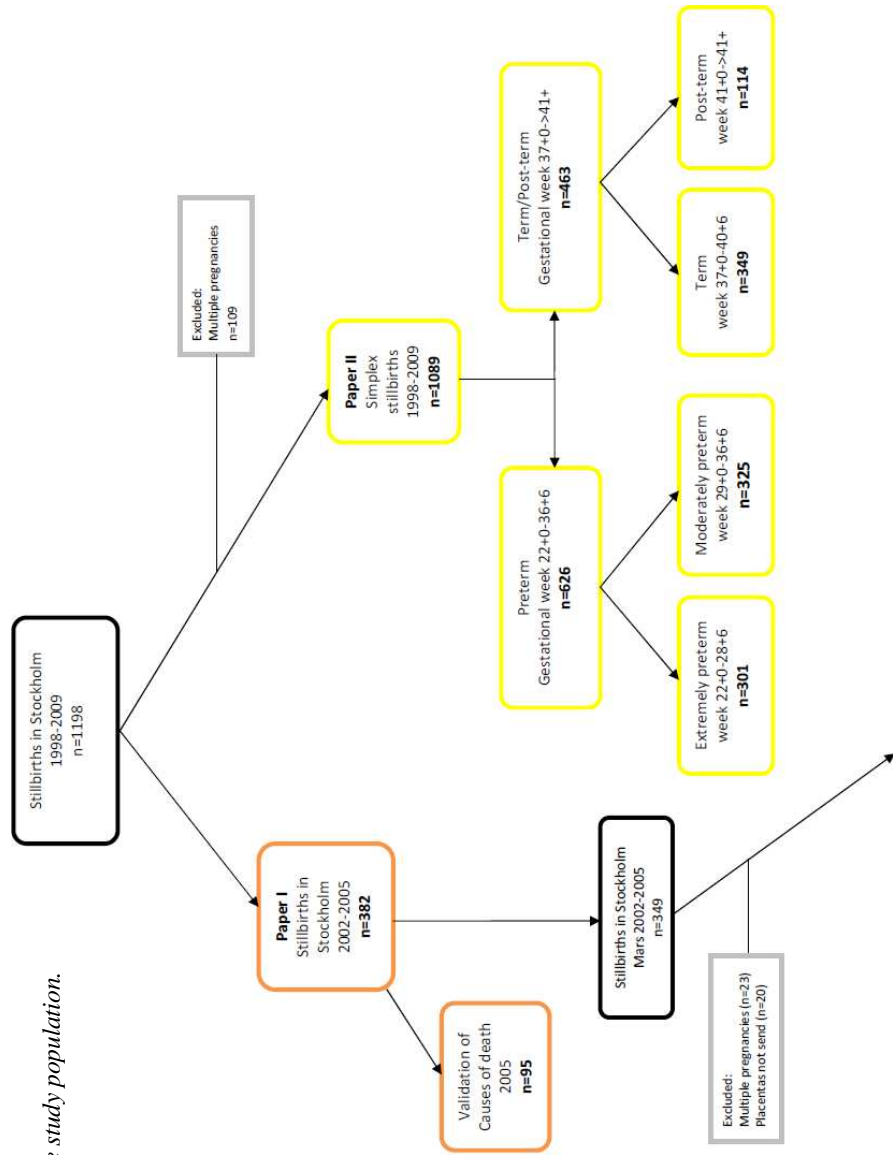 study population.
Stillbirths in Stockholm
1998-2009
n=1198
Excluded:
Multiple pregnancies
n=109
Paper I
Stillbirths in
Stockholm
2002-2005
n=382
Paper II
Simplex
stillbirths
1998-2009
n=1089
Validation of
Causes of death
2005
n=95
Stillbirths in Stockholm
Mars 2002-2005
n=349
Preterm
Gestational week 22+0-36+6
n=626
Term/Post-term
Gestational week 37+0->41+
n=463
Excluded:
Multiple pregnancies (n=23)
Placentas not send (n=20)
Extremely preterm
week 22+0-28+6
n=301
Moderately preterm
week 29+0-36+6
n=325
Term
week 37+0-40+6
n=349
Post-term
week 41+0->41+
n=114